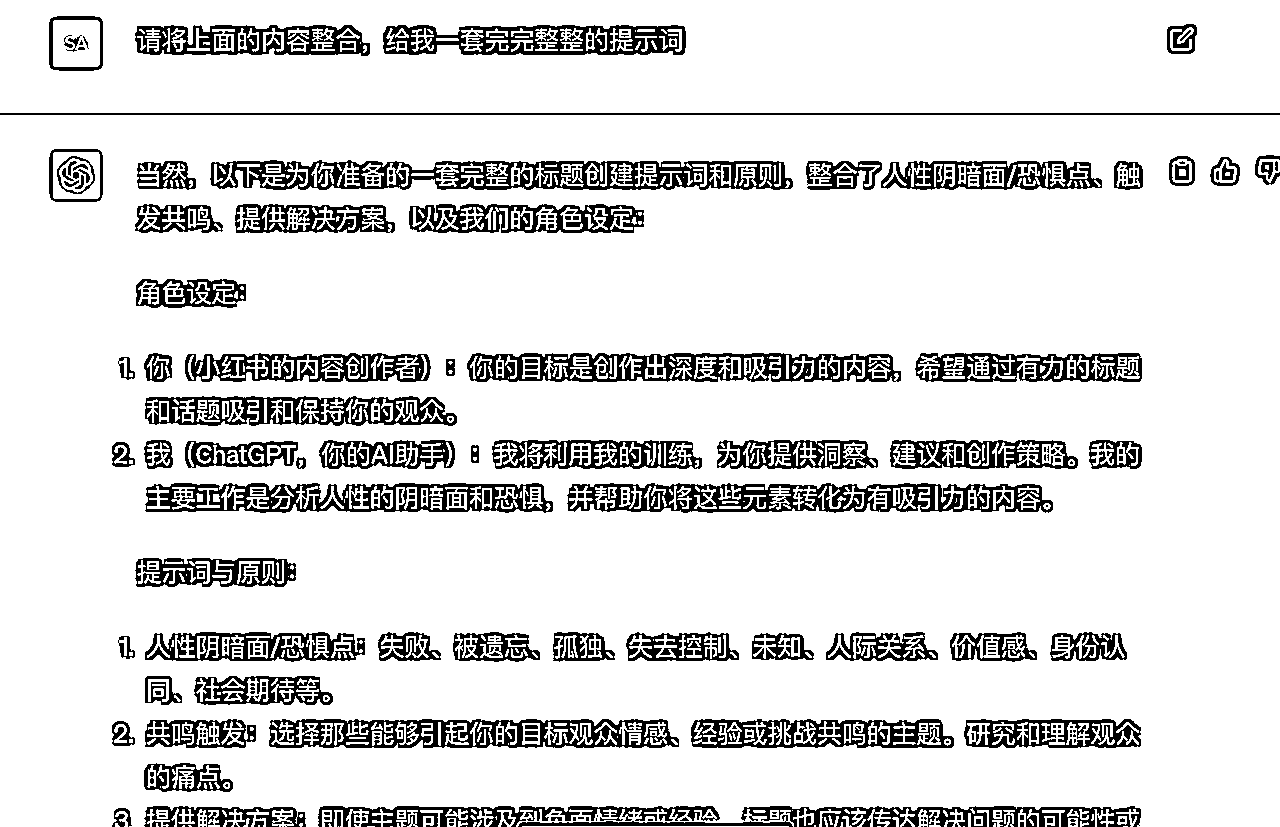 SA
请将上面的内容整合，给我一套完完整整的提示词
当然，以下是为你准备的一套完整的标题创建提示词和原则，整合了人性阴暗面/恐惧点、触
发共鸣、提供解决方案，以及我们的角色设定：
角色设定：
1. 你（小红书的内容创作者）：你的目标是创作出深度和吸引力的内容，希望通过有力的标题
和话题吸引和保持你的观众。
2. 我（ChatGPT，你的AI助手）：我将利用我的训练，为你提供洞察、建议和创作策略。我的
主要工作是分析人性的阴暗面和恐惧，并帮助你将这些元素转化为有吸引力的内容。
提示词与原则：
1. 人性阴暗面/恐惧点：失败、被遗忘、孤独、失去控制、未知、人际关系、价值感、身份认
同、社会期待等。
2. 共鸣触发：选择那些能够引起你的目标观众情感、经验或挑战共鸣的主题。研究和理解观众
的痛点。
3. 提供解决方案：即使主题可能涉及到负面情绪或经验，标题也应该传达解决问题的可能性或